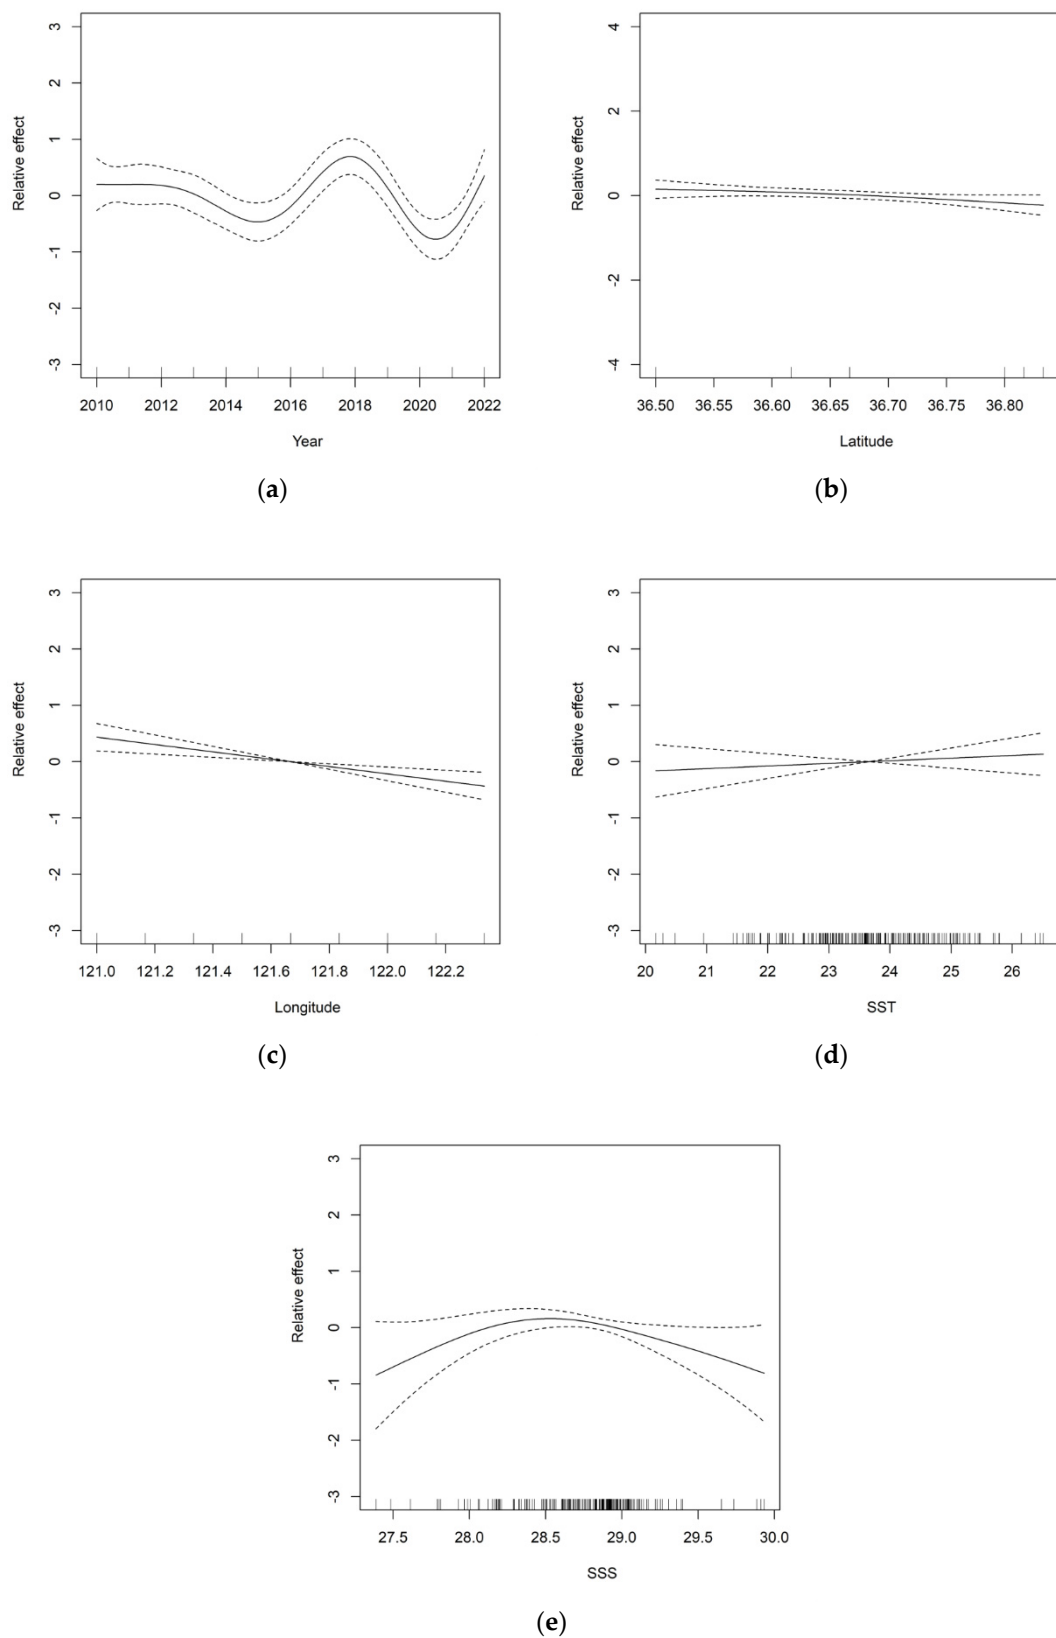 3
2
1
0
-1
-2
-3
Relative effect
2010 2012 2014 2016 2018 2020 2022
Year
(a)
4
2
0
-2
-4
Relative effect
36.50 36.55 36.60 36.65 36.70 36.75 36.80
Latitude
(b)
3
2
1
0
-1
-2
-3
Relative effect
121.0 121.2 121.4 121.6 121.8 122.0 122.2
Longitude
(c)
3
2
1
0
-1
-2
-3
Relative effect
20 21 22 23 24 25 26
SST
(d)
3
2
1
0
-1
-2
-3
Relative effect
27.5 28.0 28.5 29.0 29.5 30.0
SSS
(e)